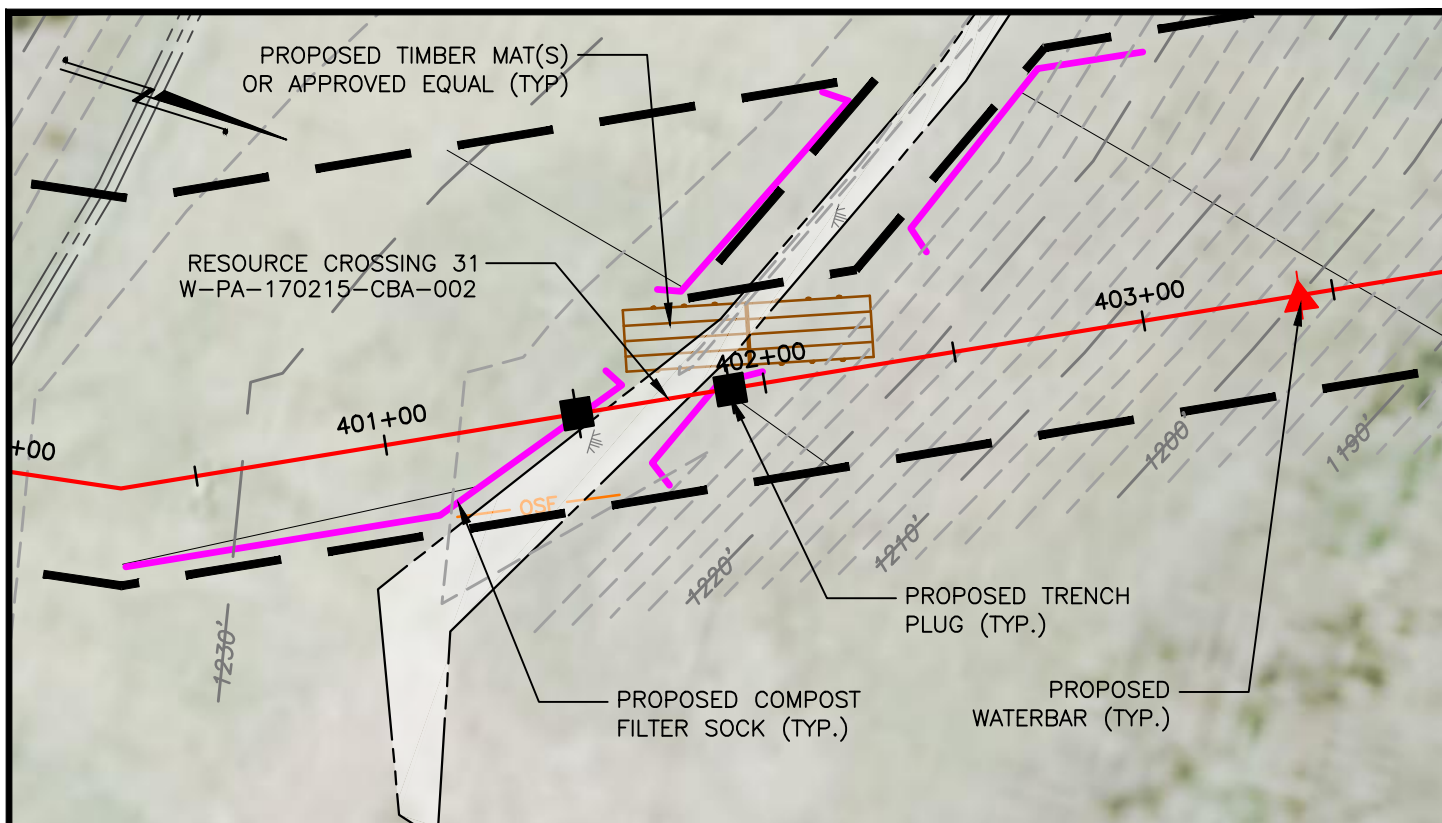 PROPOSED TIMBER MAT(S)
OR APPROVED EQUAL (TYP)
RESOURCE CROSSING 31
W-PA-170215-CBA-002
403+00
402+00
401+00
+00
OSF
1200'
1190'
1210'
1220'
1230'
PROPOSED TRENCH
PLUG (TYP.)
PROPOSED COMPOST
FILTER SOCK (TYP.)
PROPOSED
WATERBAR (TYP.)